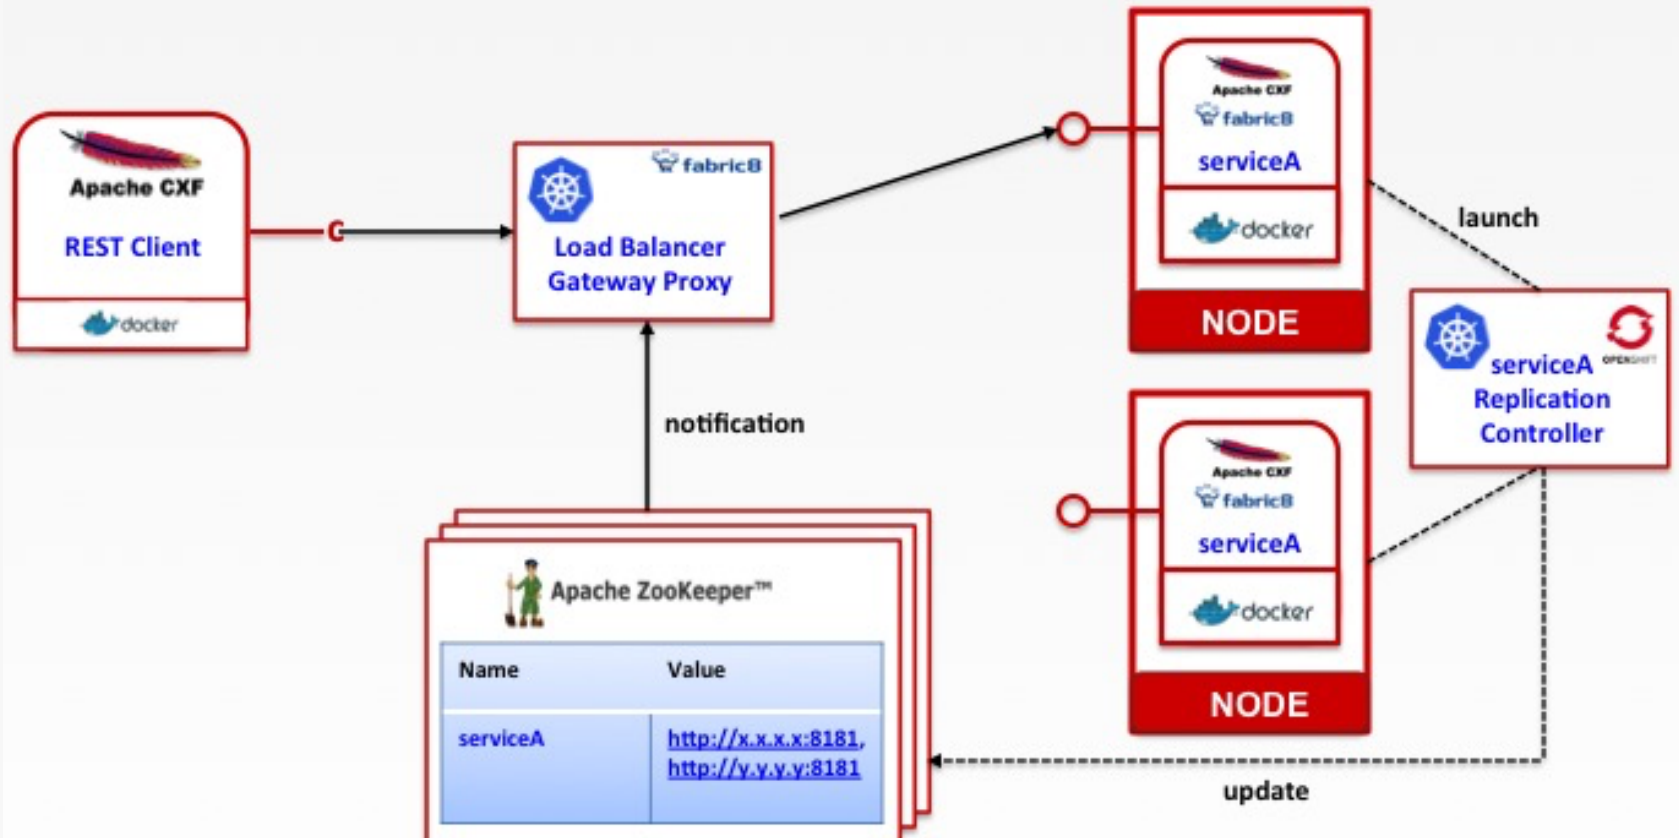 Apache CXF
REST Client
docker
C
fabric8
Load Balancer
Gateway Proxy
notification
Apache ZooKeeper™
Name Value
serviceA http://x.x.x.x:8181,
http://y.y.y.y:8181
Apache CXF
fabric8
serviceA
docker
NODE
Apache CXF
fabric8
serviceA
docker
NODE
launch
OPENSHIFT
serviceA
Replication
Controller
update